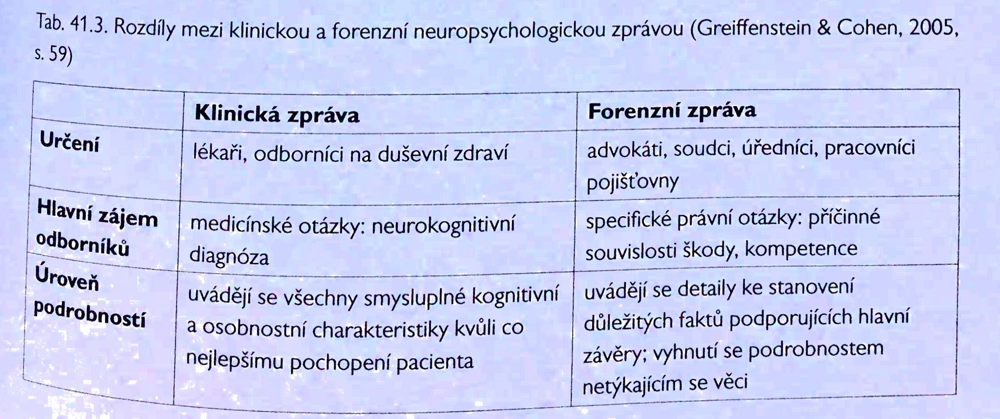 Tab. 41.3. Rozdíly mezi klinickou a forenzní neuropsychologickou zprávou (Greiffenstein & Cohen, 2005,
s. 59)
Klinická zpráva
Forenzní zpráva
Určení
lékaři, odborníci na duševní zdraví
advokáti, soudci, úředníci, pracovníci
pojišťovny
Hlavní zájem
odborníků
medicínské otázky: neurokognitivní
diagnóza
specifické právní otázky: příčinné
souvislosti škody, kompetence
Úroveň
podrobností
uvádějí se všechny smysluplné kognitivní
a osobnostní charakteristiky kvůli co
nejlepšímu pochopení pacienta
uvádějí se detaily ke stanovení
důležitých faktů podporujících hlavní
závěry; vyhnutí se podrobnostem
netýkajícím se věci